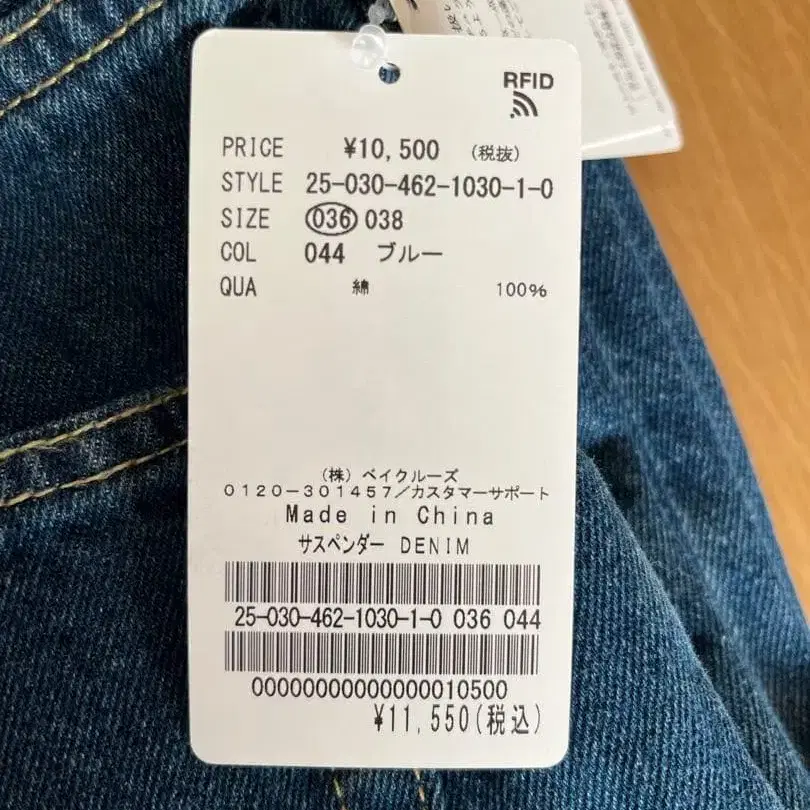 RFID
PRICE ¥10,500 (税抜)
STYLE 25-030-462-1030-1-0
SIZE 036 038
COL 044 ブルー
QUA 綿 100%
(株) ベイクルーズ
0120-301457/カスタマーサポート
Made in China
サスペンダー DENIM
25-030-462-1030-1-0 036 044
00000000000000010500
¥11,550(税込)